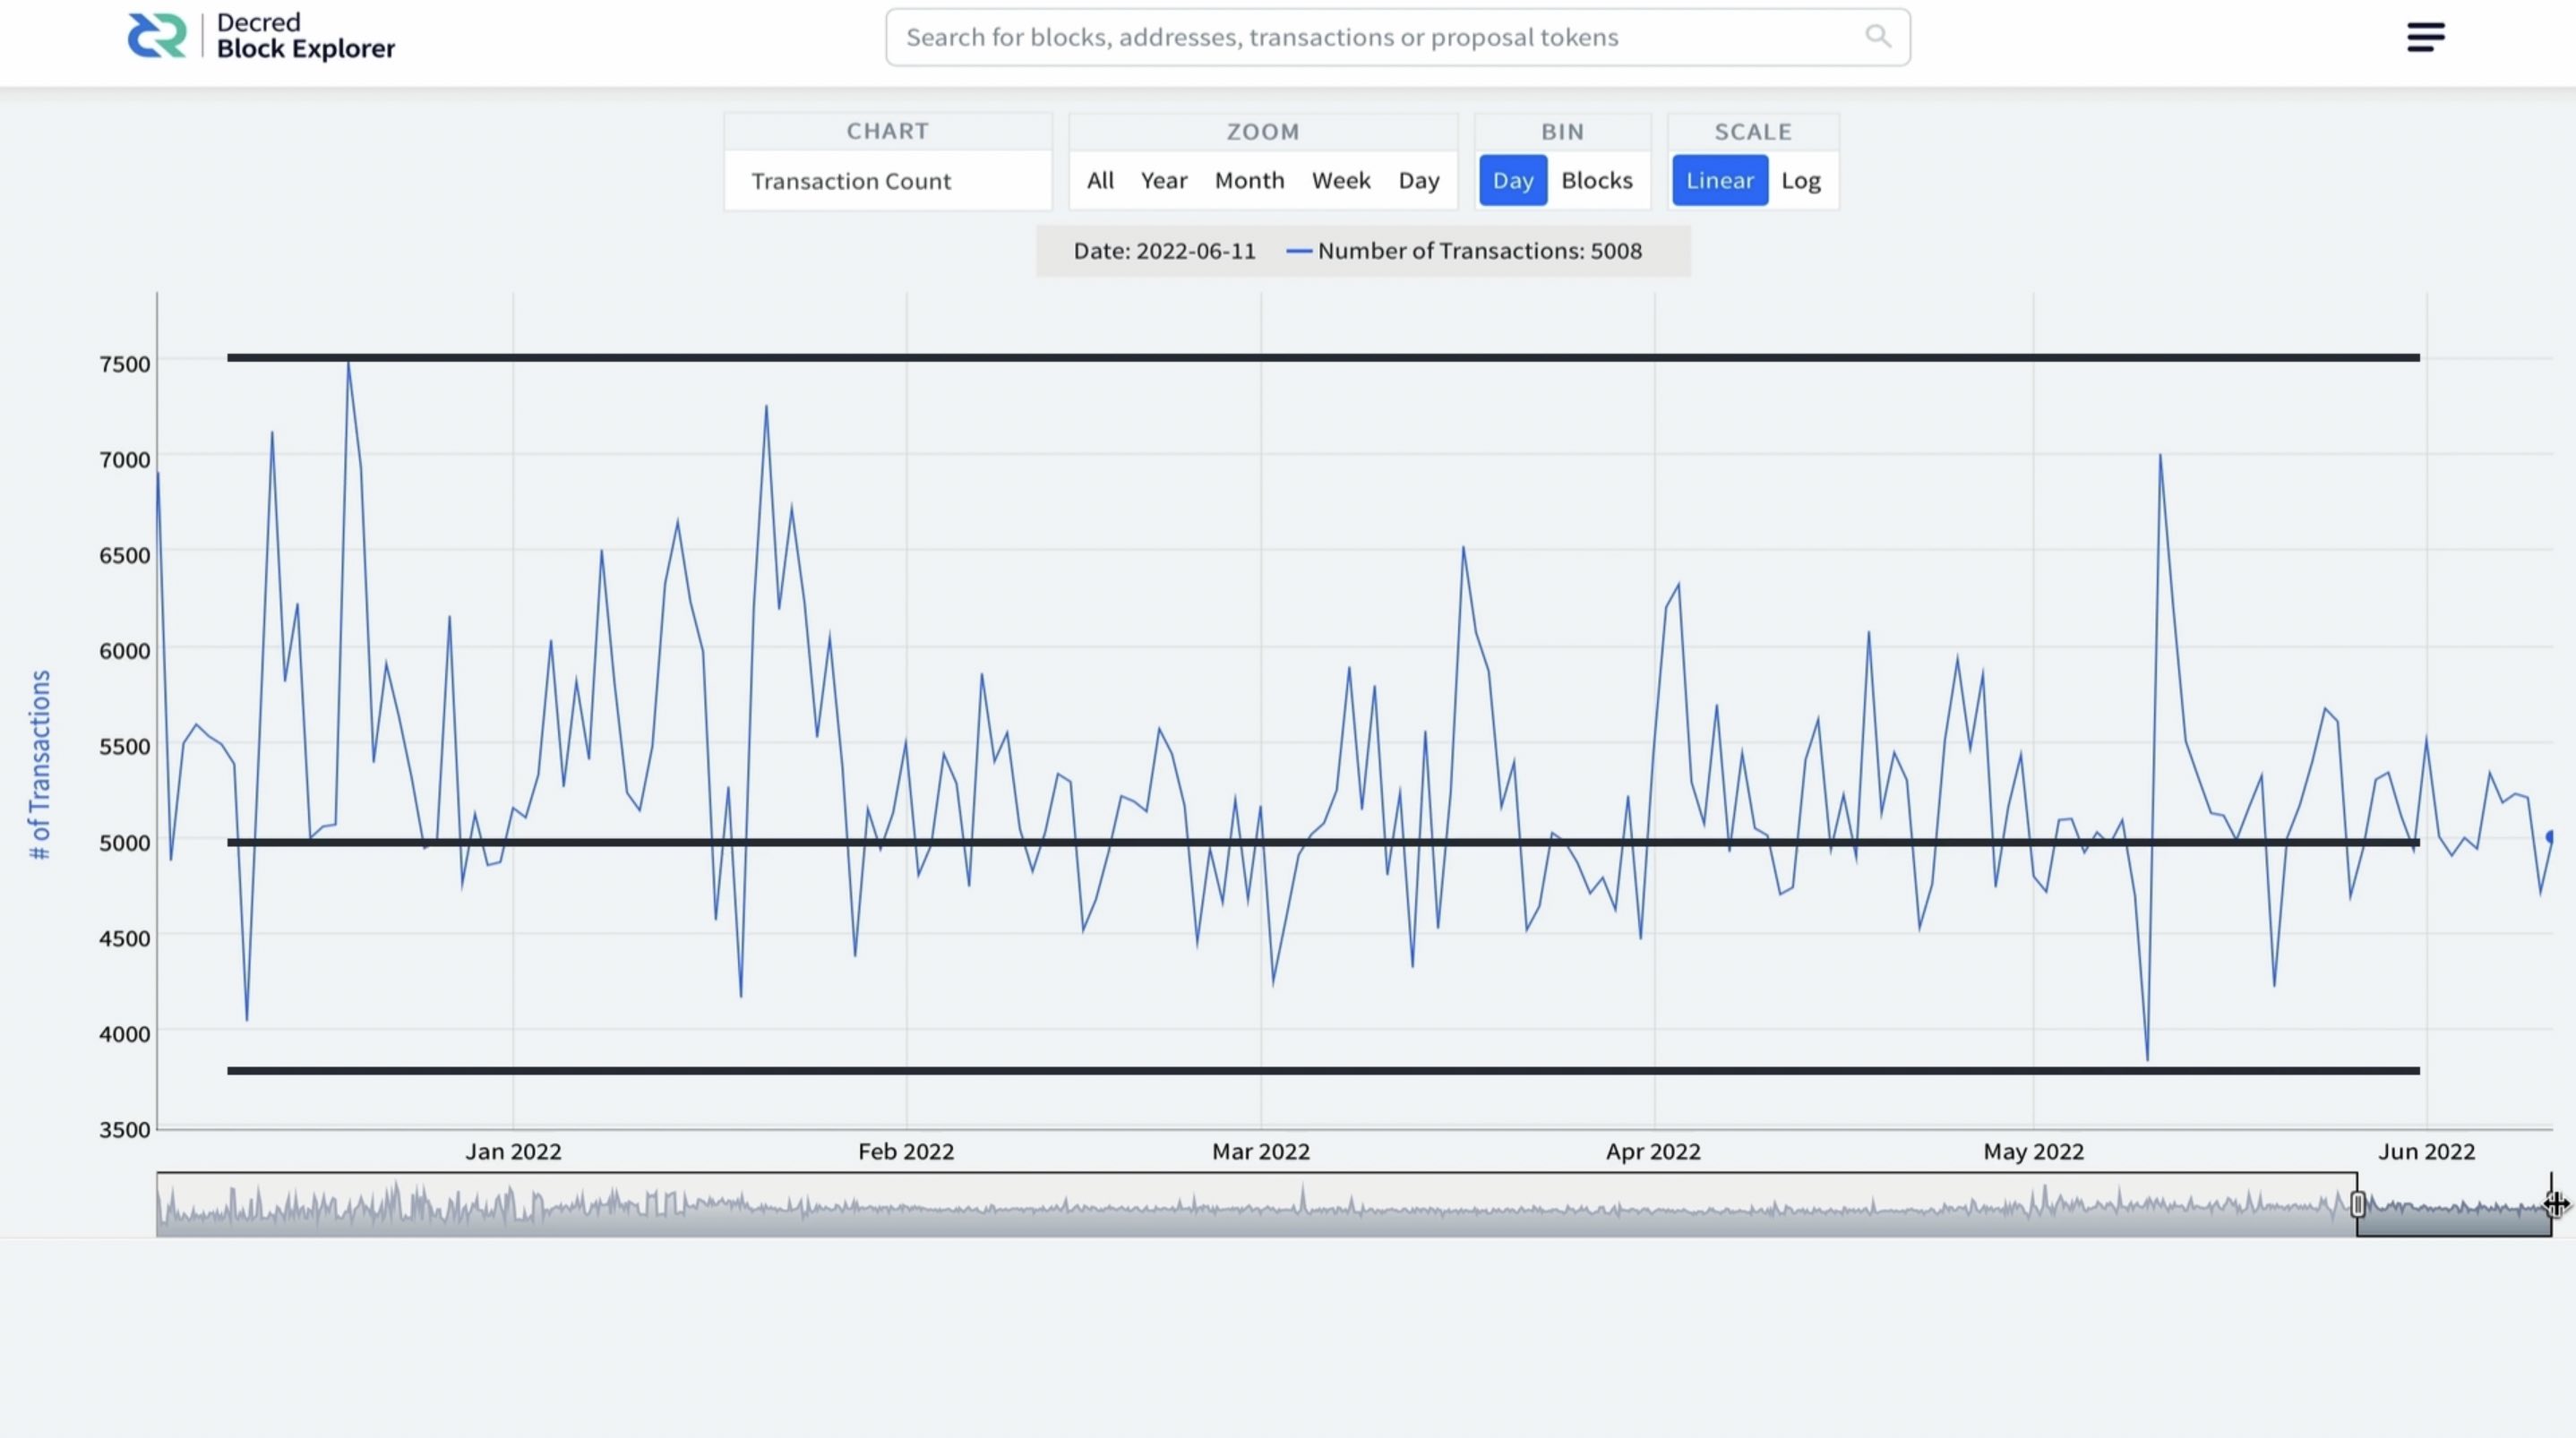 Decred
Block Explorer
Search for blocks, addresses, transactions or proposal tokens
CHART
Transaction Count
ZOOM
All Year Month Week Day
BIN
Day Blocks
SCALE
Linear Log
Date: 2022-06-11 Number of Transactions: 5008
# of Transactions
7500
7000
6500
6000
5500
5000
4500
4000
3500
Jan 2022 Feb 2022 Mar 2022 Apr 2022 May 2022 Jun 2022